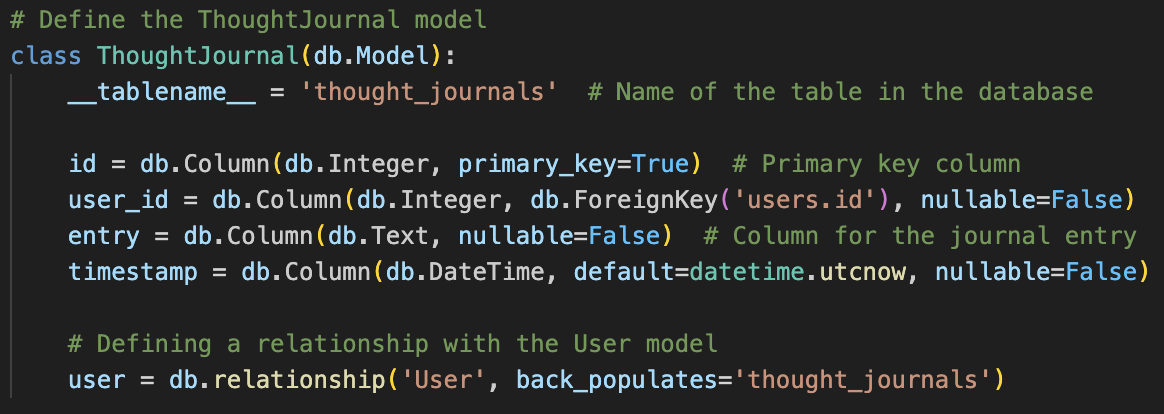 # Define the ThoughtJournal model
class ThoughtJournal(db.Model):
    __tablename__ = 'thought_journals'  # Name of the table in the database

    id = db.Column(db.Integer, primary_key=True)  # Primary key column
    user_id = db.Column(db.Integer, db.ForeignKey('users.id'), nullable=False)
    entry = db.Column(db.Text, nullable=False)  # Column for the journal entry
    timestamp = db.Column(db.DateTime, default=datetime.utcnow, nullable=False)

    # Defining a relationship with the User model
    user = db.relationship('User', back_populates='thought_journals')